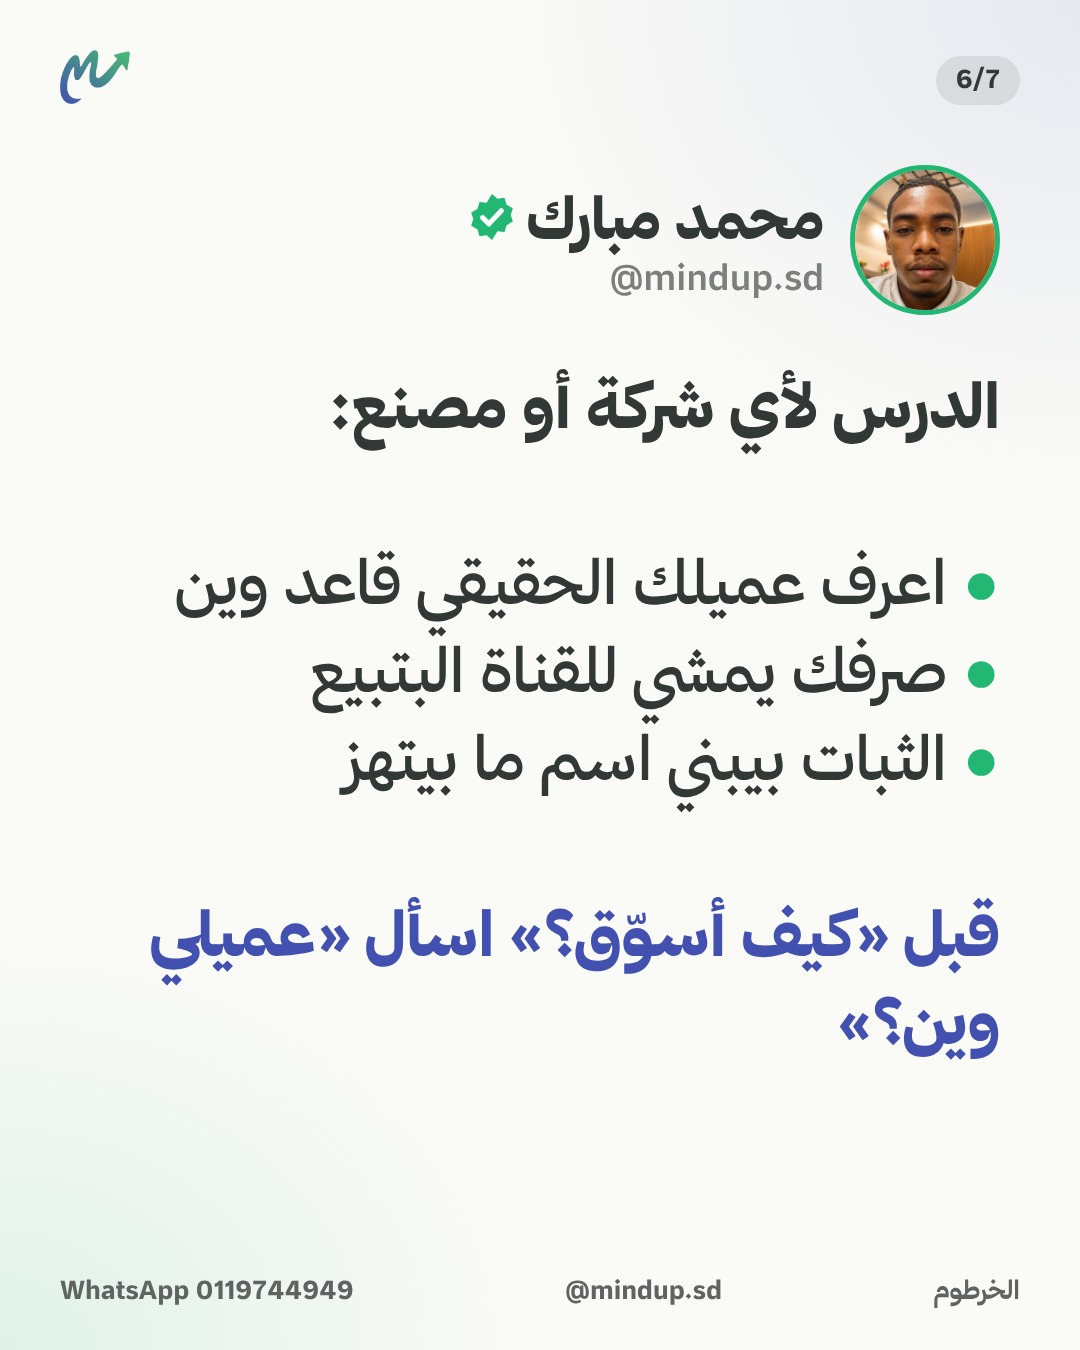 6/7
محمد مبارك
@mindup.sd
الدرس لأي شركة أو مصنع:
● اعرف عميلك الحقيقي قاعد وين
● صرفك يمشي للقناة البتبيع
● الثبات بيبني اسم ما بيتهز
قبل «كيف أسوّق؟» اسأل «عميلي
وين؟»
الخرطوم
@mindup.sd
WhatsApp 0119744949